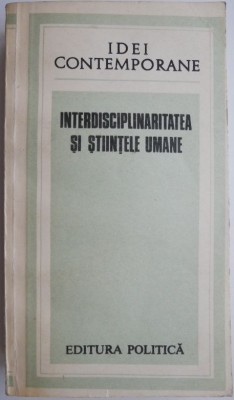 IDEI
CONTEMPORANE
INTERDISCIPLINARITATEA
ȘI ȘTIINȚELE UMANE
EDITURA POLITICĂ